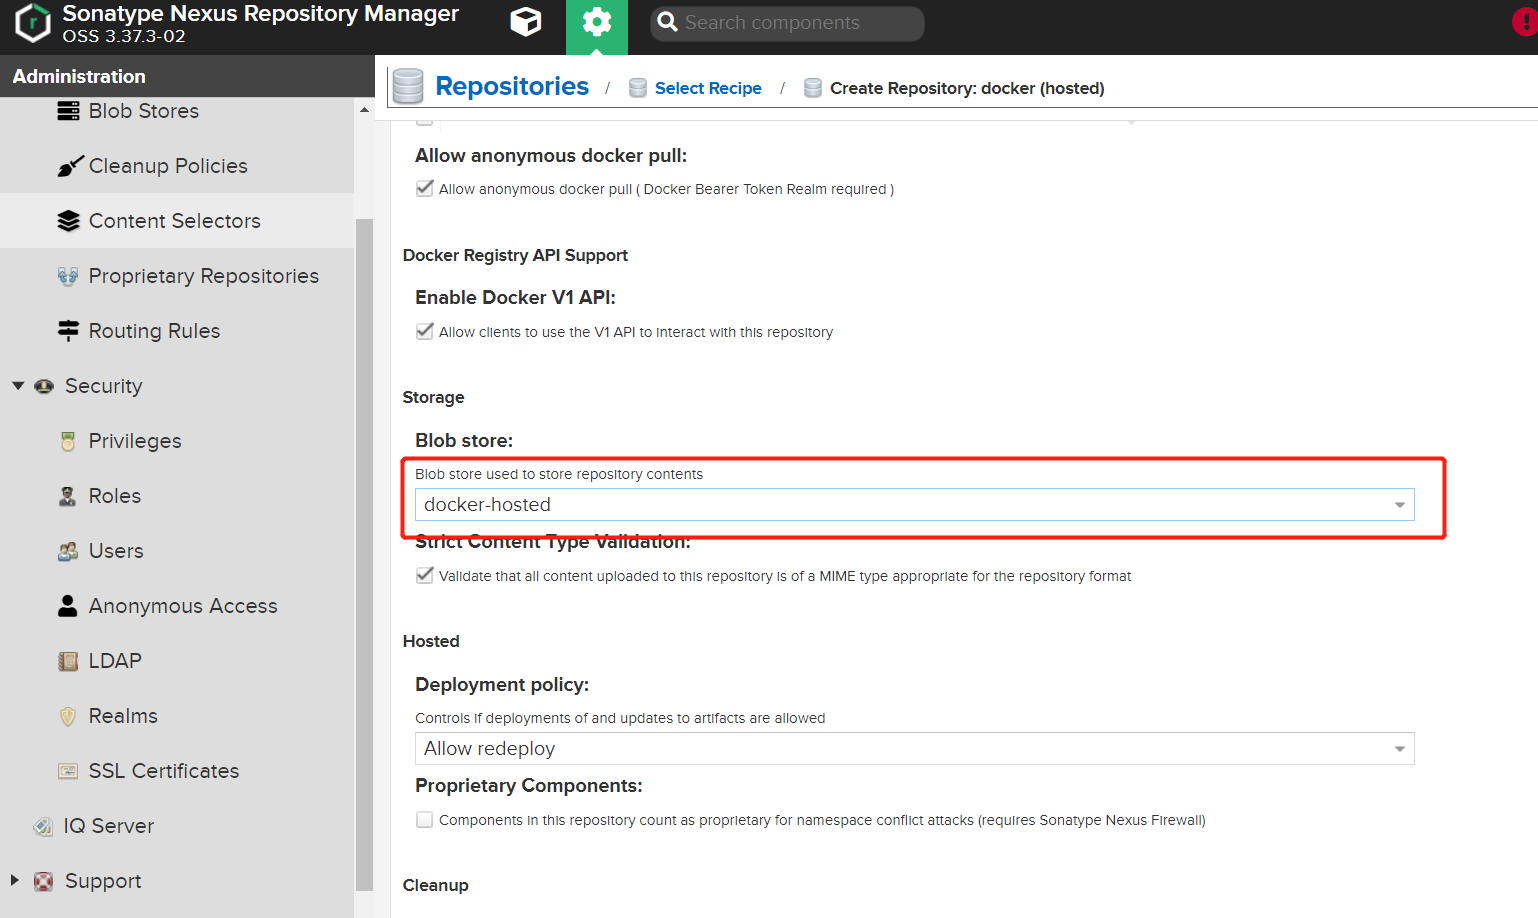 Sonatype Nexus Repository Manager
OSS 3.37.3-02
Search components
Administration
Blob Stores
Cleanup Policies
Content Selectors
Proprietary Repositories
Routing Rules
Security
Privileges
Roles
Users
Anonymous Access
LDAP
Realms
SSL Certificates
IQ Server
Support
Repositories / Select Recipe / Create Repository: docker (hosted)
Allow anonymous docker pull:
Allow anonymous docker pull ( Docker Bearer Token Realm required )
Docker Registry API Support
Enable Docker V1 API:
Allow clients to use the V1 API to interact with this repository
Storage
Blob store:
Blob store used to store repository contents
docker-hosted
Strict Content Type Validation:
Validate that all content uploaded to this repository is of a MIME type appropriate for the repository format
Hosted
Deployment policy:
Controls if deployments of and updates to artifacts are allowed
Allow redeploy
Proprietary Components:
Components in this repository count as proprietary for namespace conflict attacks (requires Sonatype Nexus Firewall)
Cleanup